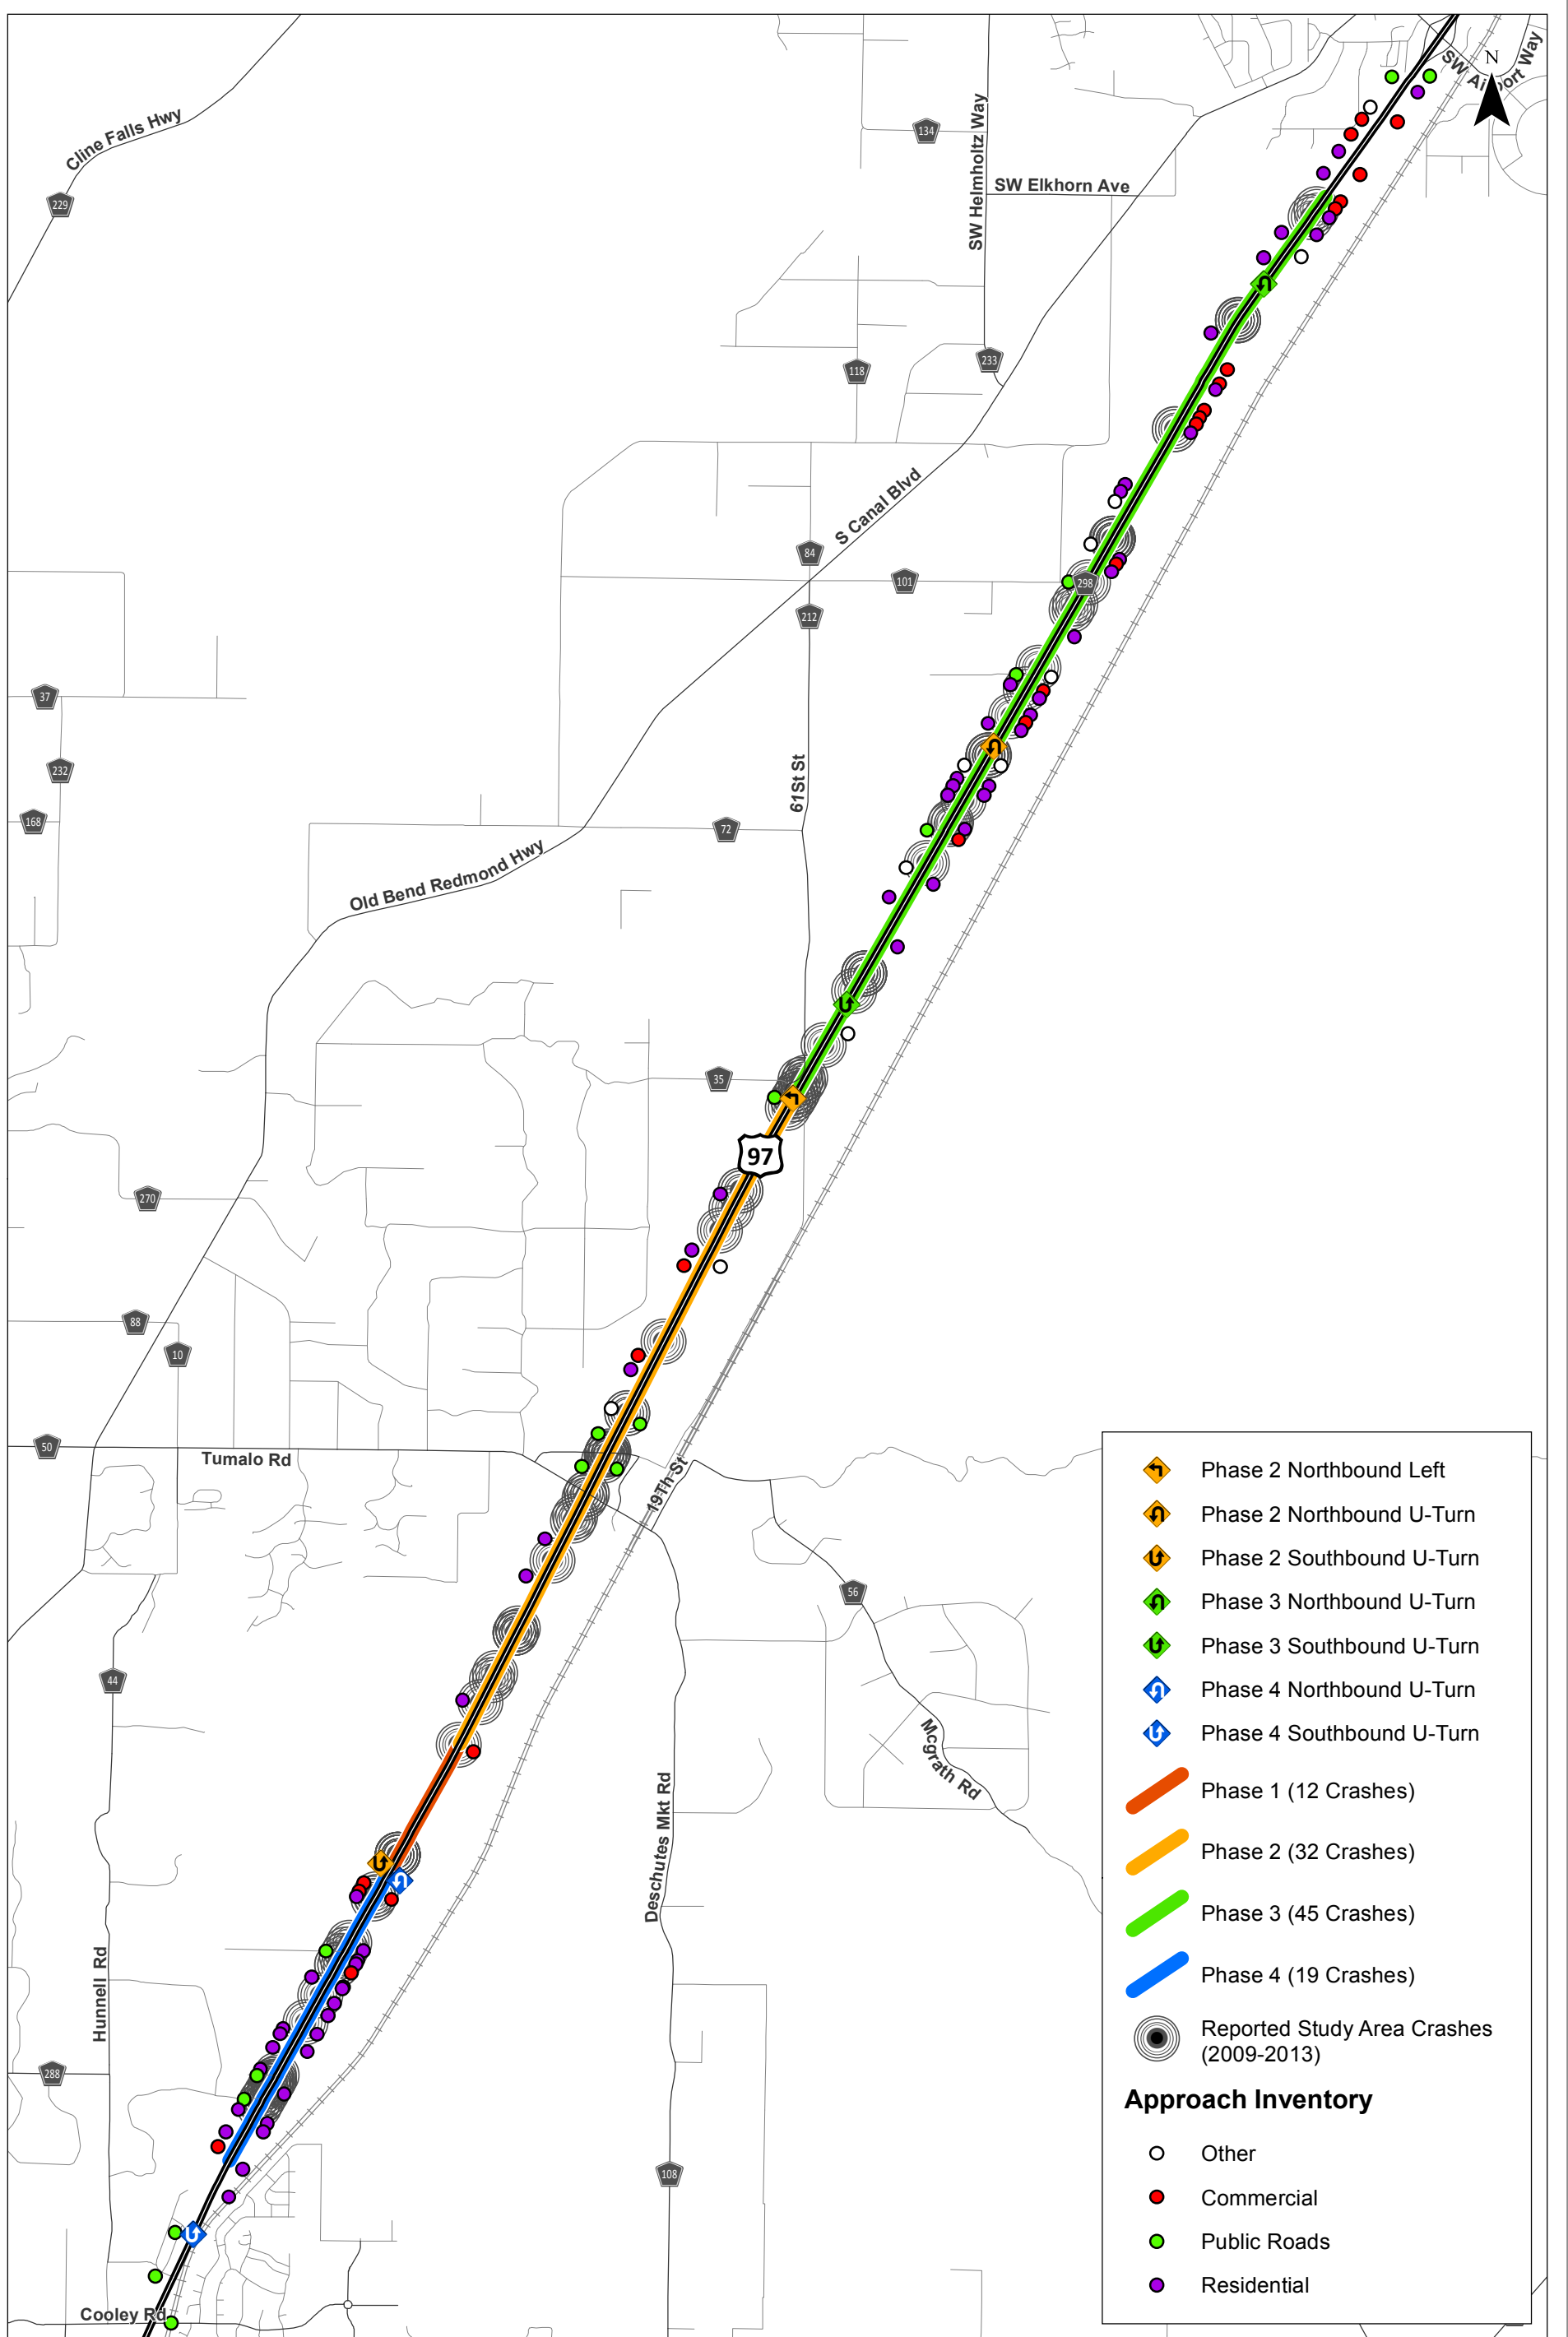 SW Airport Way
N
Cline Falls Hwy
134
SW Helmholtz Way
SW Elkhorn Ave
229
233
118
S Canal Blvd
84
101
298
212
37
61St St
232
168
72
Old Bend Redmond Hwy
35
97
270
88
10
50
Tumalo Rd
19Th St
56
44
Mcgrath Rd
Deschutes Mkt Rd
Hunnell Rd
288
108
Cooley Rd
Phase 2 Northbound Left
Phase 2 Northbound U-Turn
Phase 2 Southbound U-Turn
Phase 3 Northbound U-Turn
Phase 3 Southbound U-Turn
Phase 4 Northbound U-Turn
Phase 4 Southbound U-Turn
Phase 1 (12 Crashes)
Phase 2 (32 Crashes)
Phase 3 (45 Crashes)
Phase 4 (19 Crashes)
Reported Study Area Crashes
(2009-2013)
Approach Inventory
Other
Commercial
Public Roads
Residential